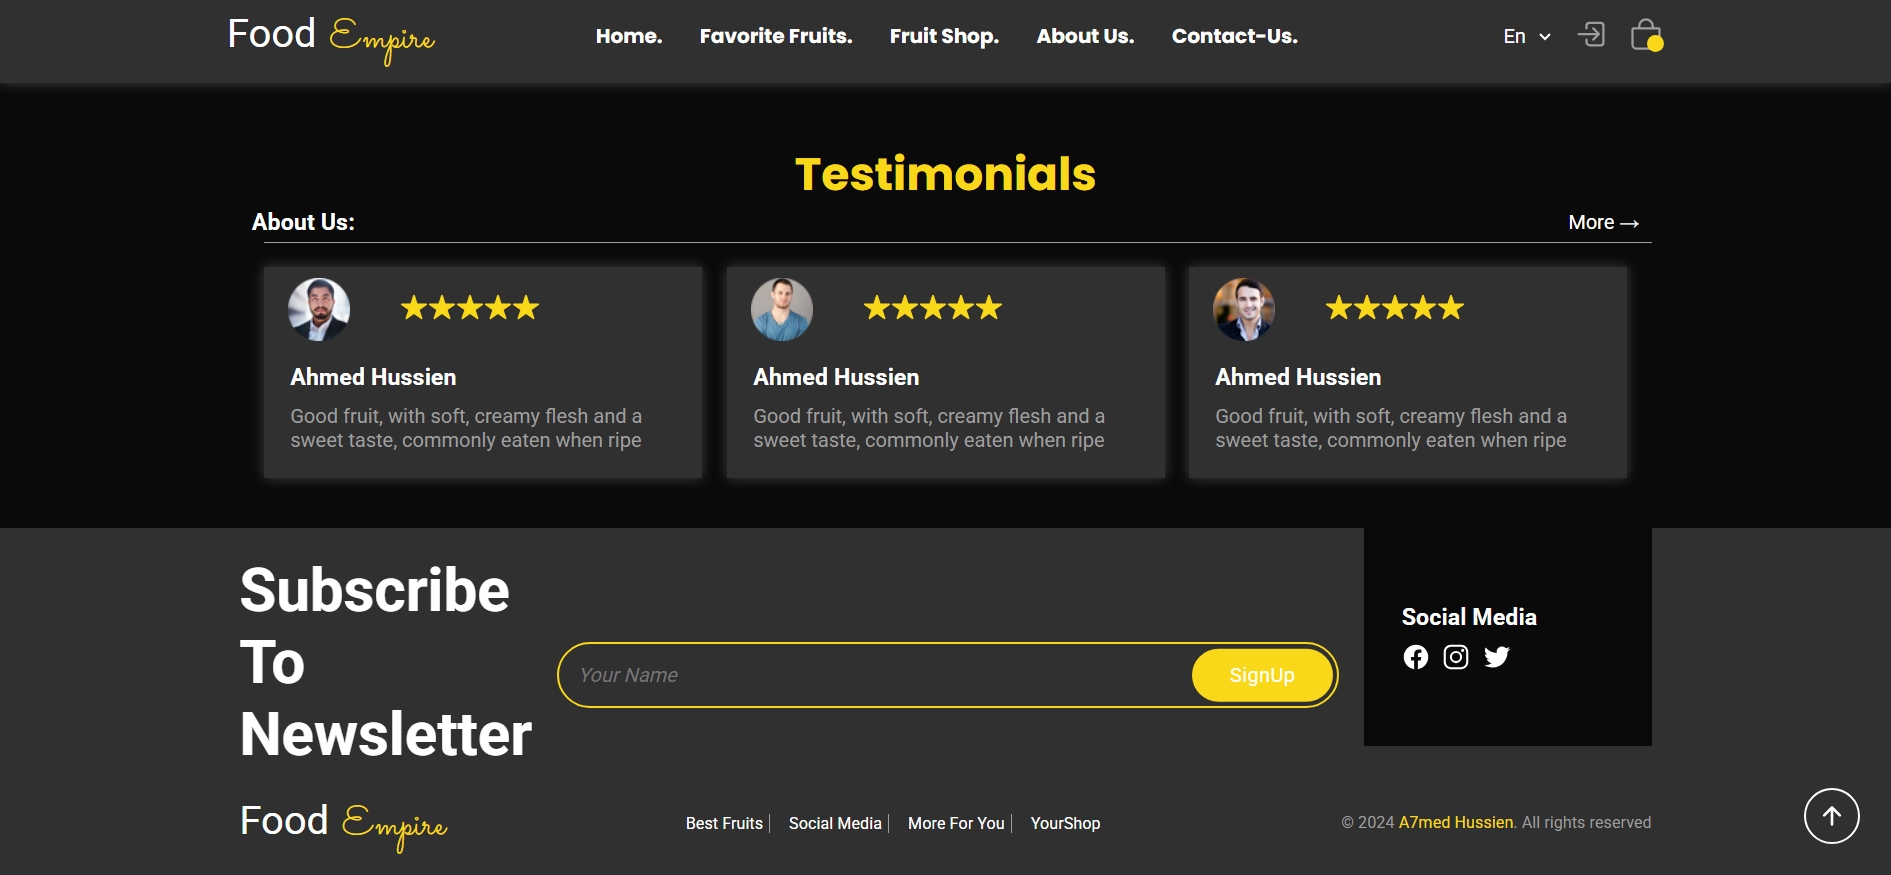 Food Empire
Home. Favorite Fruits. Fruit Shop. About Us. Contact-Us.
En
Testimonials
About Us:
More →
Ahmed Hussien
Good fruit, with soft, creamy flesh and a
sweet taste, commonly eaten when ripe
Ahmed Hussien
Good fruit, with soft, creamy flesh and a
sweet taste, commonly eaten when ripe
Ahmed Hussien
Good fruit, with soft, creamy flesh and a
sweet taste, commonly eaten when ripe
Subscribe
To
Newsletter
Your Name
SignUp
Social Media
Food Empire
Best Fruits | Social Media | More For You | YourShop
© 2024 A7med Hussien. All rights reserved